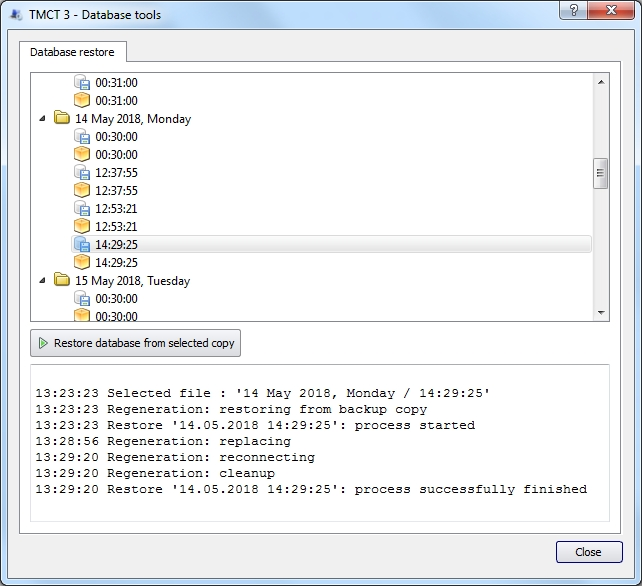 TMCT 3 - Database tools
Database restore
00:31:00
00:31:00
14 May 2018, Monday
00:30:00
00:30:00
12:37:55
12:37:55
12:53:21
12:53:21
14:29:25
14:29:25
15 May 2018, Tuesday
00:30:00
00:30:00
Restore database from selected copy
13:23:23 Selected file : '14 May 2018, Monday / 14:29:25'
13:23:23 Regeneration: restoring from backup copy
13:23:23 Restore '14.05.2018 14:29:25': process started
13:28:56 Regeneration: replacing
13:29:20 Regeneration: reconnecting
13:29:20 Regeneration: cleanup
13:29:20 Restore '14.05.2018 14:29:25': process successfully finished
Close